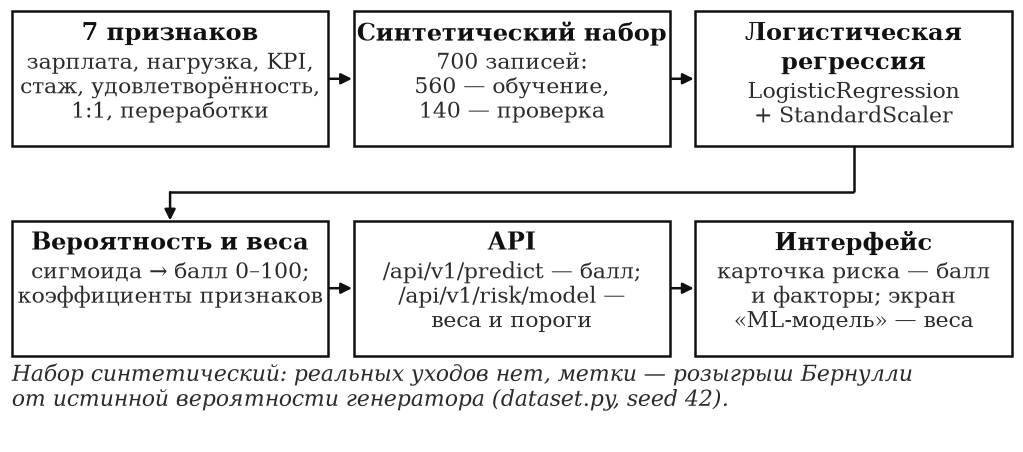 7 признаков
зарплата, нагрузка, KPI,
стаж, удовлетворённость,
1:1, переработки
Синтетический набор
700 записей:
560 — обучение,
140 — проверка
Логистическая
регрессия
LogisticRegression
+ StandardScaler
Вероятность и веса
сигмоида → балл 0–100;
коэффициенты признаков
API
/api/v1/predict — балл;
/api/v1/risk/model —
веса и пороги
Интерфейс
карточка риска — балл
и факторы; экран
«ML-модель» — веса
Набор синтетический: реальных уходов нет, метки — розыгрыш Бернулли
от истинной вероятности генератора (dataset.py, seed 42).